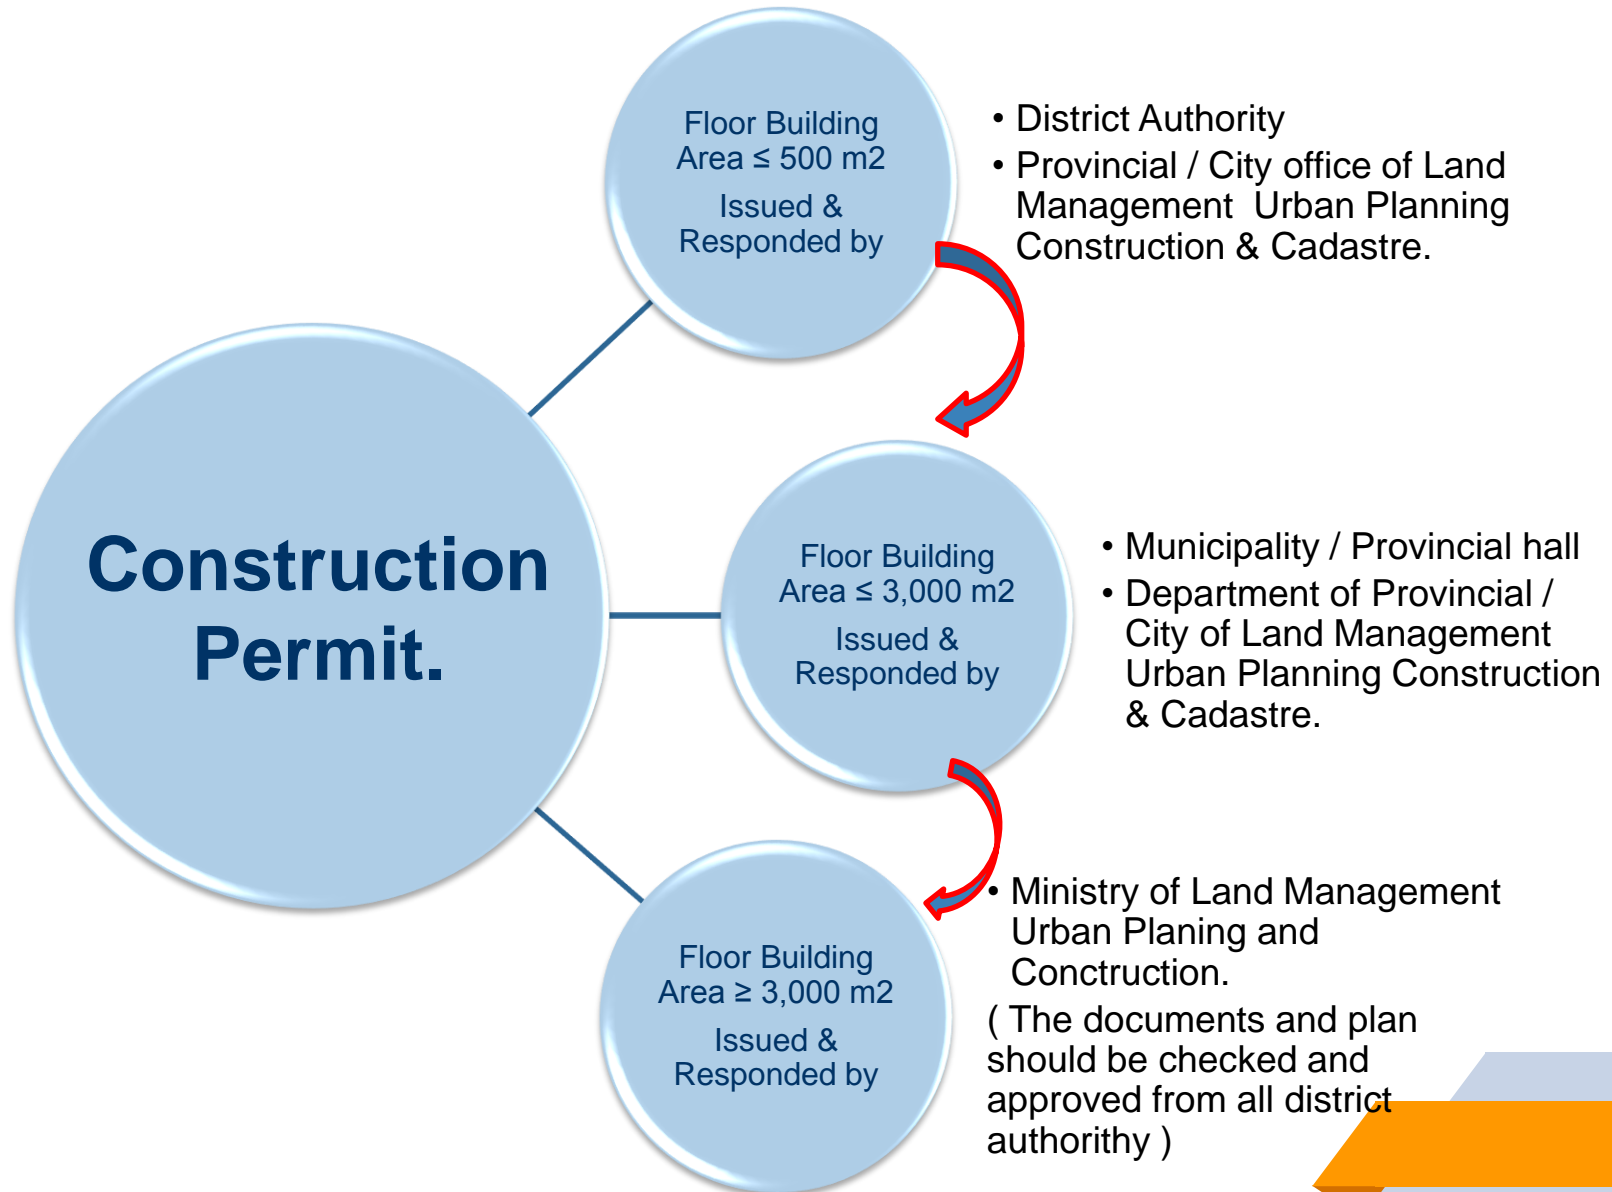 Construction
Permit.
Floor Building
Area ≤ 500 m2
Issued &
Responded by
• District Authority
• Provincial / City office of Land
Management Urban Planning
Construction & Cadastre.
Floor Building
Area ≤ 3,000 m2
Issued &
Responded by
• Municipality / Provincial hall
• Department of Provincial /
City of Land Management
Urban Planning Construction
& Cadastre.
Floor Building
Area ≥ 3,000 m2
Issued &
Responded by
• Ministry of Land Management
Urban Planing and
Conctruction.
( The documents and plan
should be checked and
approved from all district
authorithy )